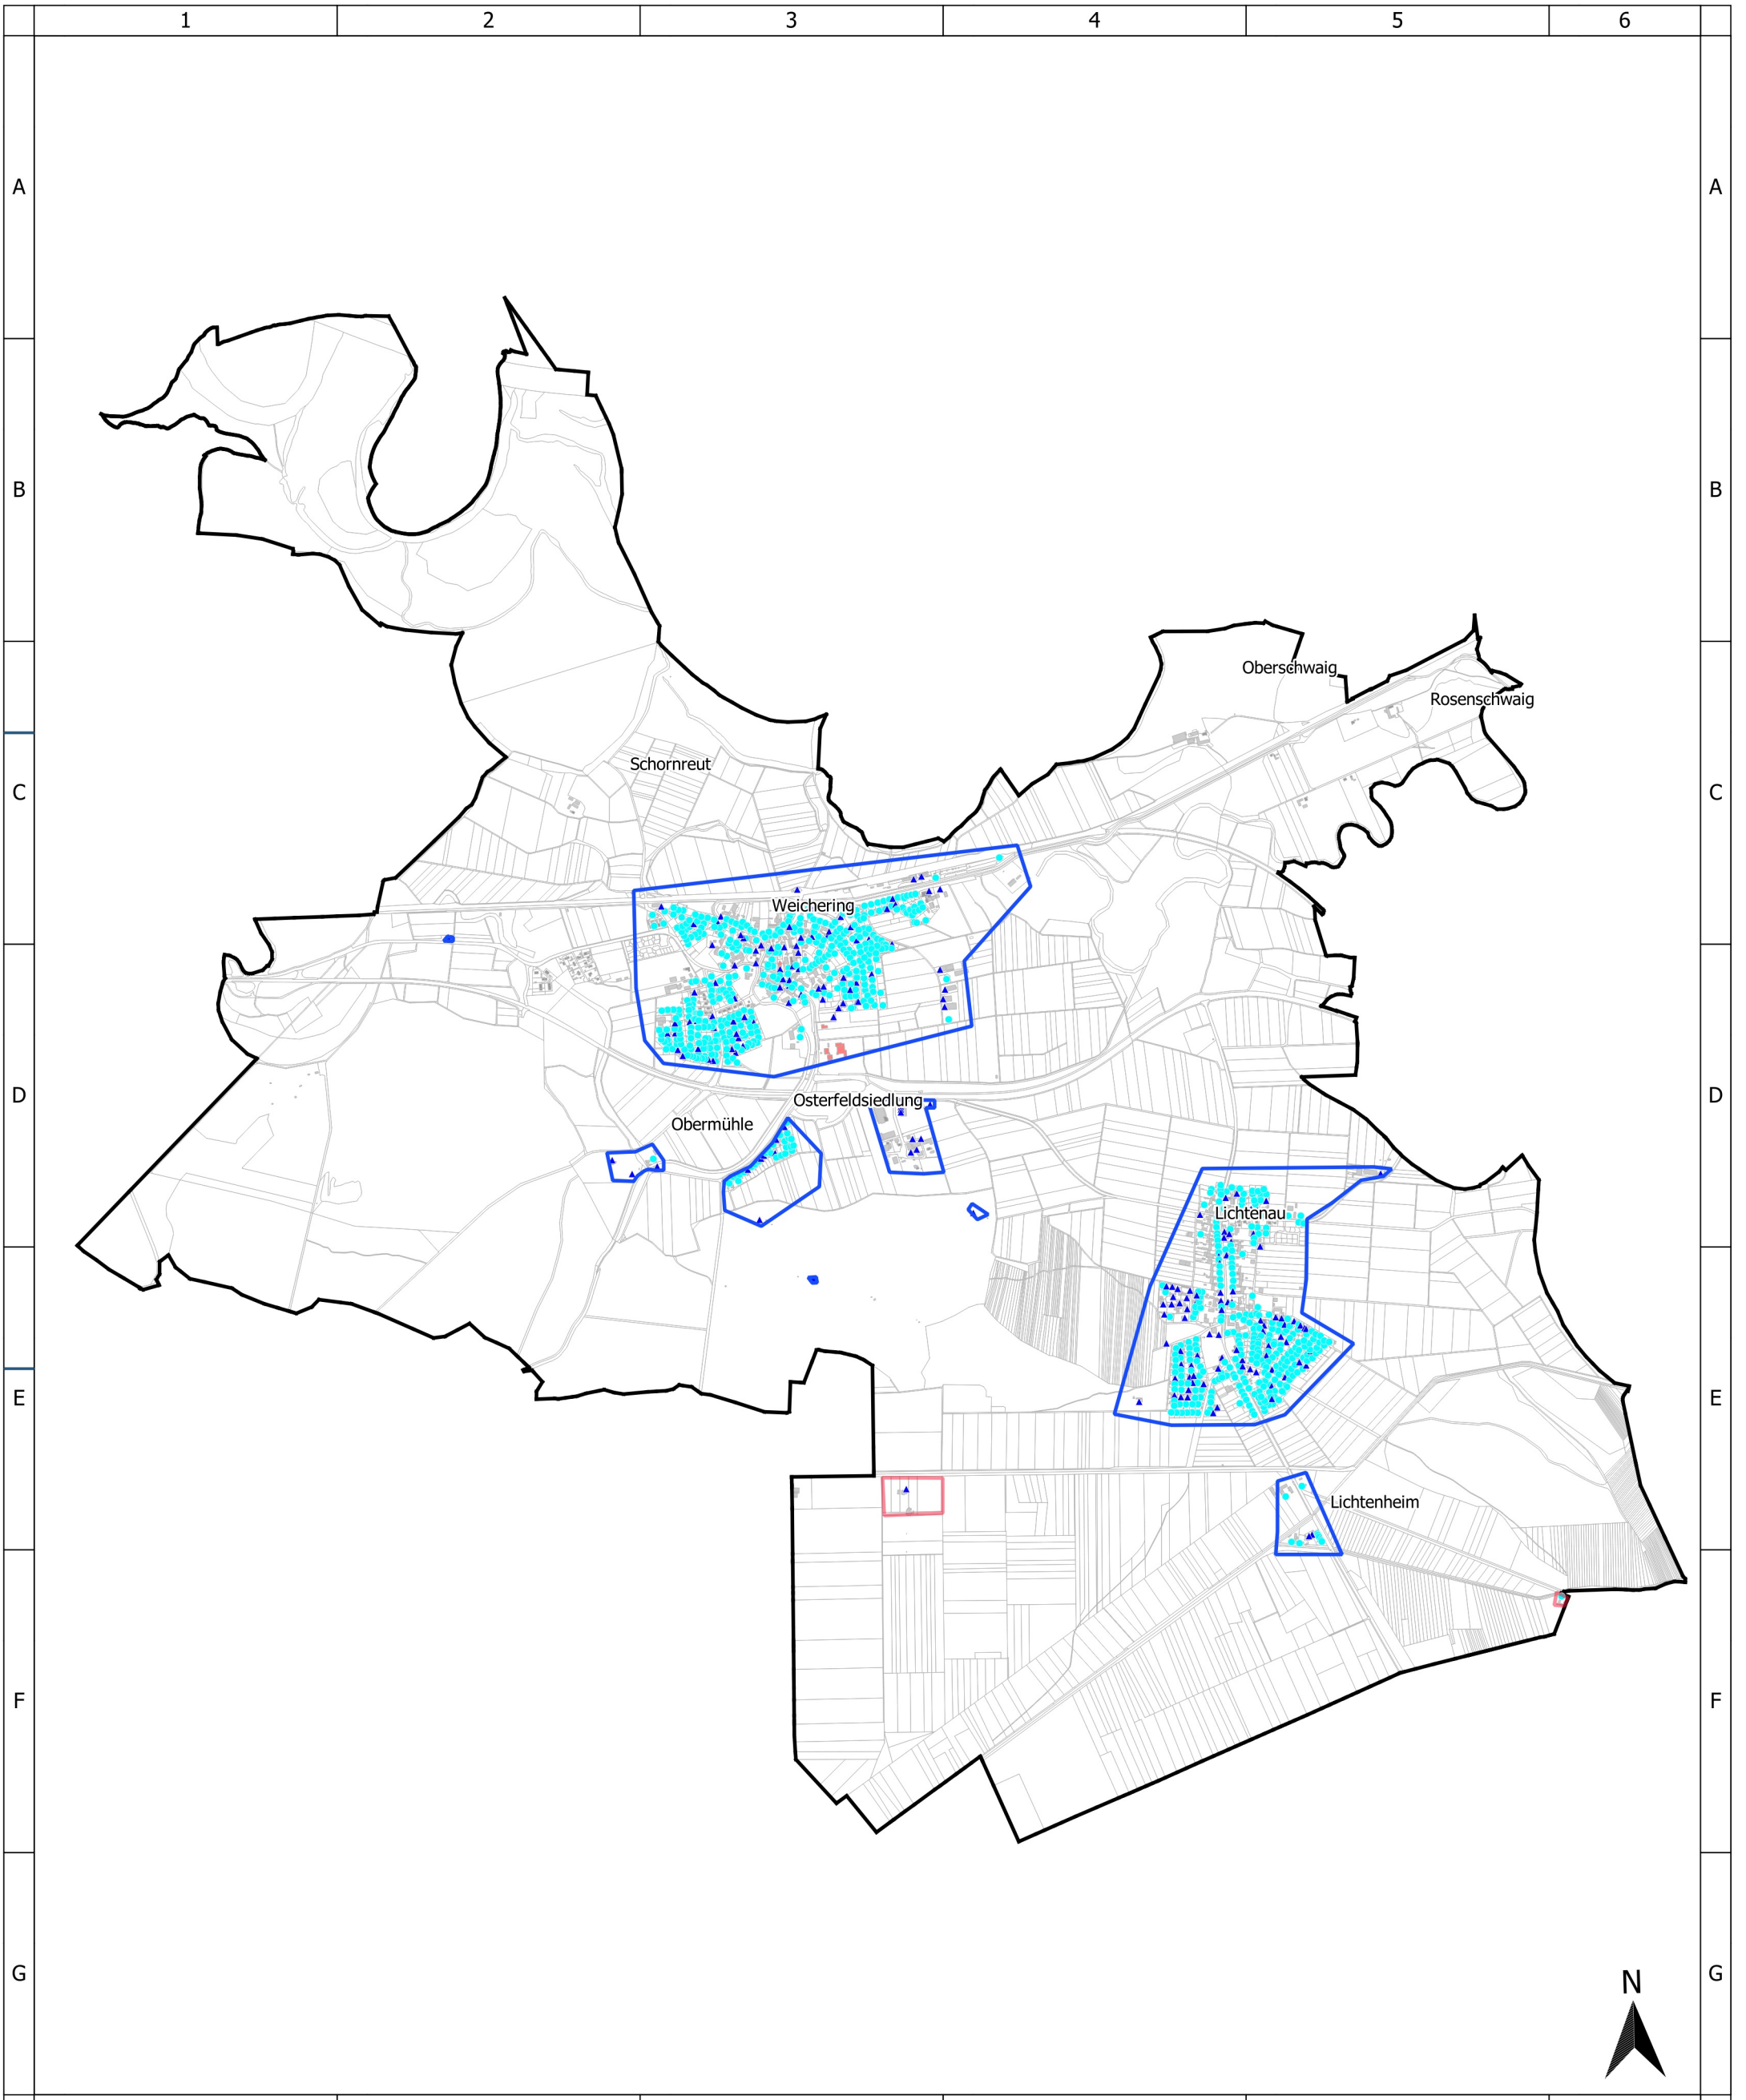 1 2 3 4 5 6
A A
B B
Oberschwaig
Rosenschwaig
Schornreut
C C
Weichering
D D
Osterfeldsiedlung
Obermühle
Lichtenau
E E
Lichtenheim
F F
G G
N